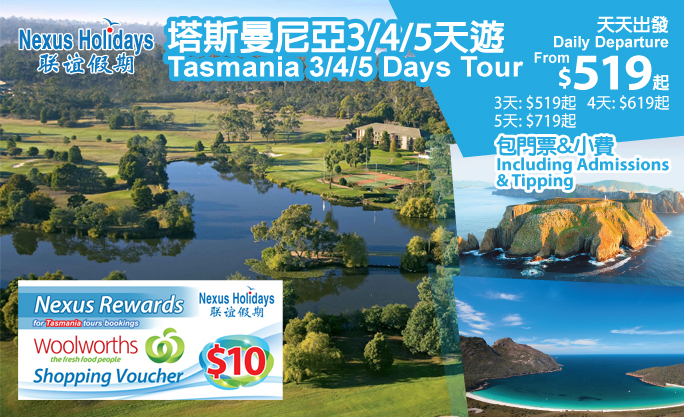 Nexus Holidays
联谊假期
塔斯曼尼亞3/4/5天遊
Tasmania 3/4/5 Days Tour
天天出發
Daily Departure
From $519起
3天: $519起 4天: $619起
5天: $719起
包門票&小費
Including Admissions
& Tipping
Nexus Rewards
for Tasmania tours bookings
Nexus Holidays
联谊假期
Woolworths
the fresh food people
Shopping Voucher
$10